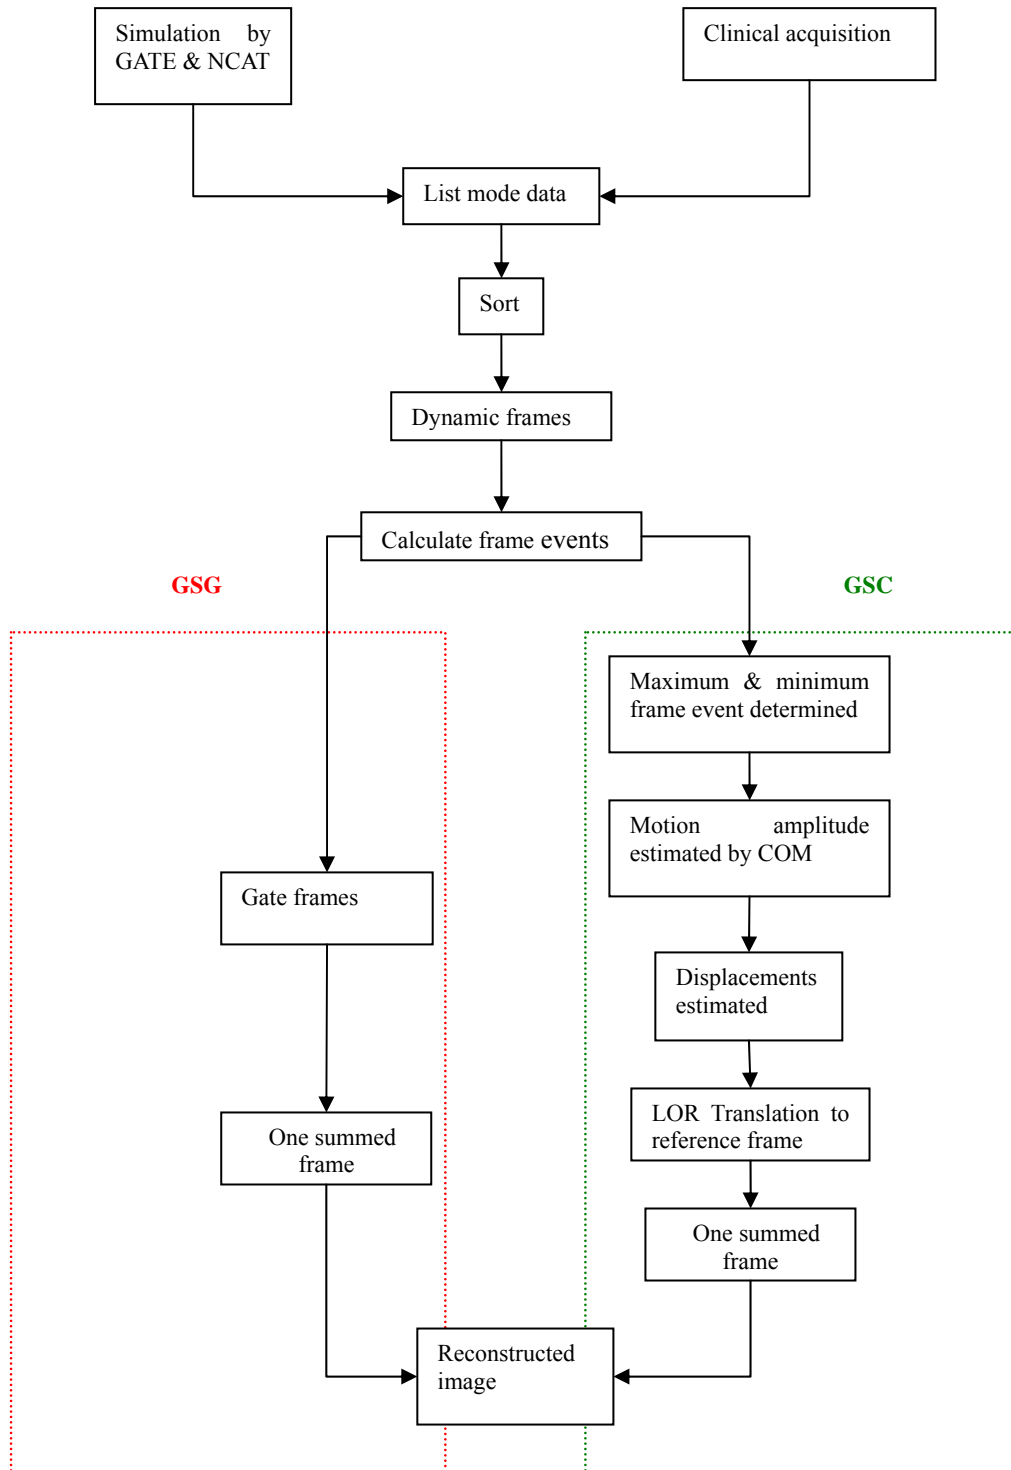 Simulation by
GATE & NCAT
Clinical acquisition
List mode data
Sort
Dynamic frames
Calculate frame events
GSG
GSC
Maximum & minimum
frame event determined
Motion amplitude
estimated by COM
Gate frames
Displacements
estimated
LOR Translation to
reference frame
One summed
frame
One summed
frame
Reconstructed
image